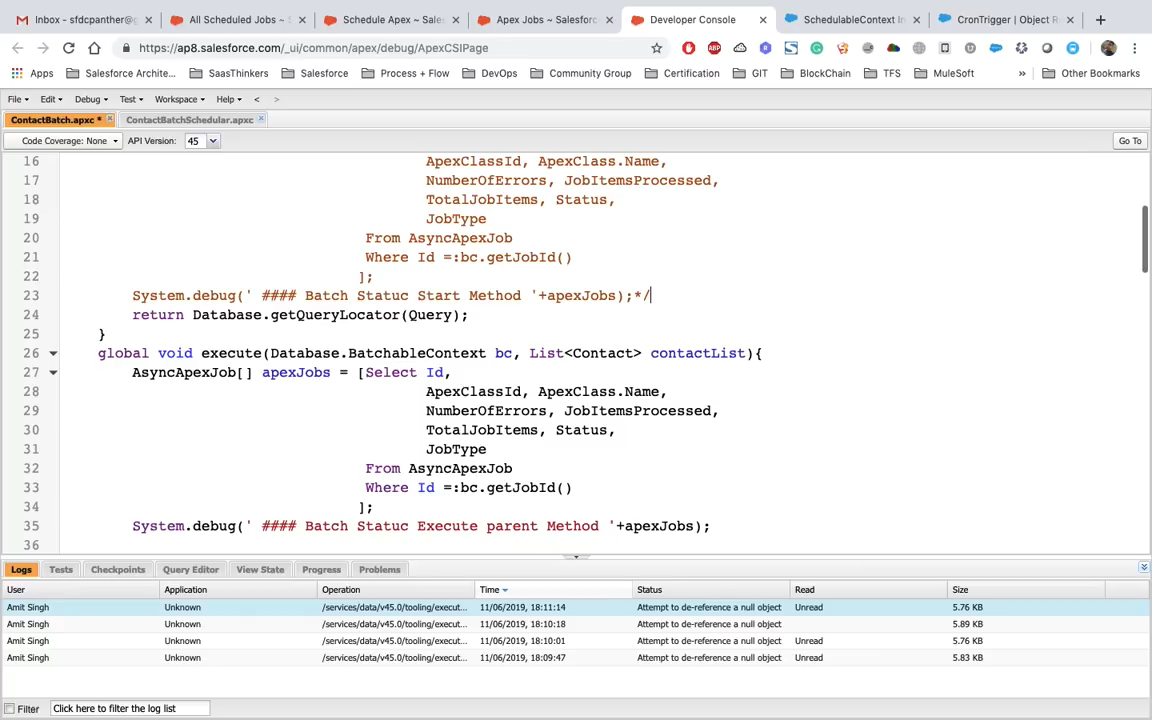 Inbox - sfdcpanther@g
All Scheduled Jobs ~ S
Schedule Apex ~ Sales
Apex Jobs ~ Salesforc
Developer Console
SchedulableContext In
CronTrigger | Object R
https://ap8.salesforce.com/_ui/common/apex/debug/ApexCSIPage
Apps
Salesforce Archite...
SaasThinkers
Salesforce
Process + Flow
DevOps
Community Group
Certification
GIT
BlockChain
TFS
MuleSoft
»
Other Bookmarks
File
Edit
Debug
Test
Workspace
Help
<
>
ContactBatch.apxc *
ContactBatchSchedular.apxc
Code Coverage: None
API Version:
45
Go To
16 ApexClassId, ApexClass.Name,
17 NumberOfErrors, JobItemsProcessed,
18 TotalJobItems, Status,
19 JobType
20 From AsyncApexJob
21 Where Id =:bc.getJobId()
22 ];
23 System.debug(' #### Batch Statuc Start Method '+apexJobs);*/
24 return Database.getQueryLocator(Query);
25 }
26 global void execute(Database.BatchableContext bc, List<Contact> contactList){
27 AsyncApexJob[] apexJobs = [Select Id,
28 ApexClassId, ApexClass.Name,
29 NumberOfErrors, JobItemsProcessed,
30 TotalJobItems, Status,
31 JobType
32 From AsyncApexJob
33 Where Id =:bc.getJobId()
34 ];
35 System.debug(' #### Batch Statuc Execute parent Method '+apexJobs);
36
Logs
Tests
Checkpoints
Query Editor
View State
Progress
Problems
User Application Operation Time Status Read Size
Amit Singh Unknown /services/data/v45.0/tooling/execut... 11/06/2019, 18:11:14 Attempt to de-reference a null object Unread 5.76 KB
Amit Singh Unknown /services/data/v45.0/tooling/execut... 11/06/2019, 18:10:18 Attempt to de-reference a null object 5.89 KB
Amit Singh Unknown /services/data/v45.0/tooling/execut... 11/06/2019, 18:10:01 Attempt to de-reference a null object Unread 5.76 KB
Amit Singh Unknown /services/data/v45.0/tooling/execut... 11/06/2019, 18:09:47 Attempt to de-reference a null object Unread 5.83 KB
Filter
Click here to filter the log list